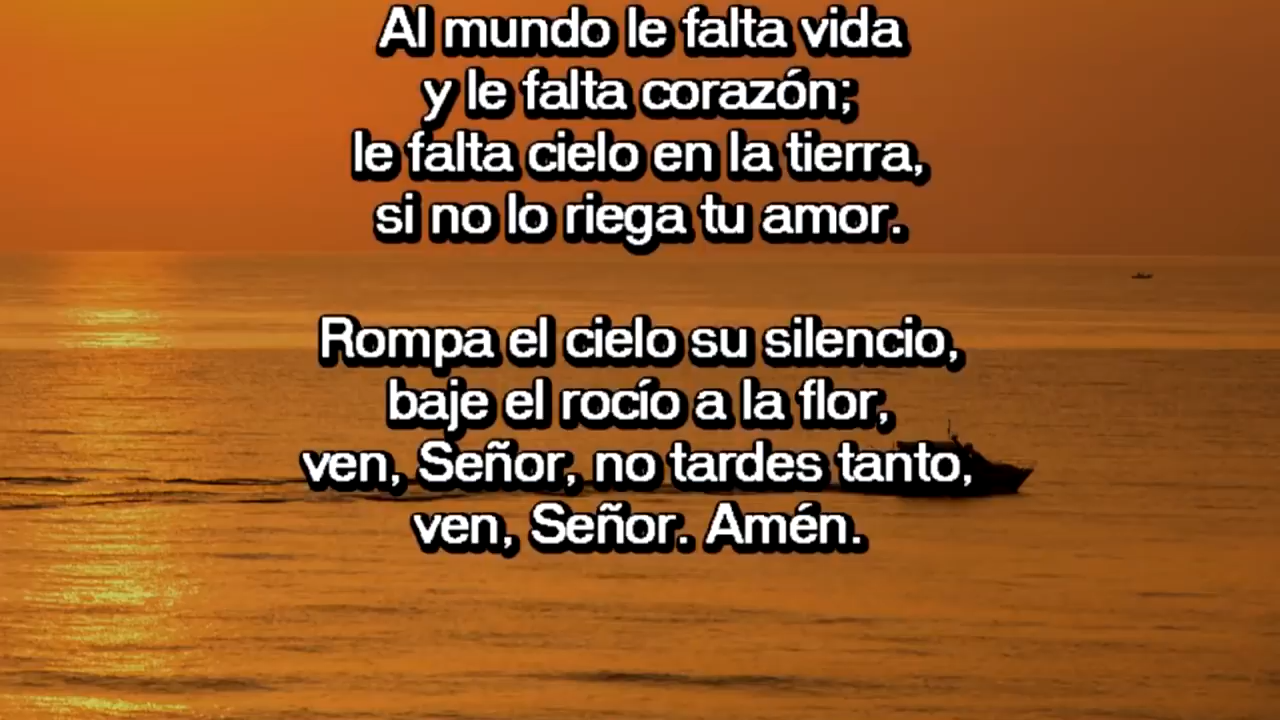 Al mundo le falta vida
y le falta corazón;
le falta cielo en la tierra,
si no lo riega tu amor.
Rompa el cielo su silencio,
baje el rocío a la flor,
ven, Señor, no tardes tanto,
ven, Señor. Amén.